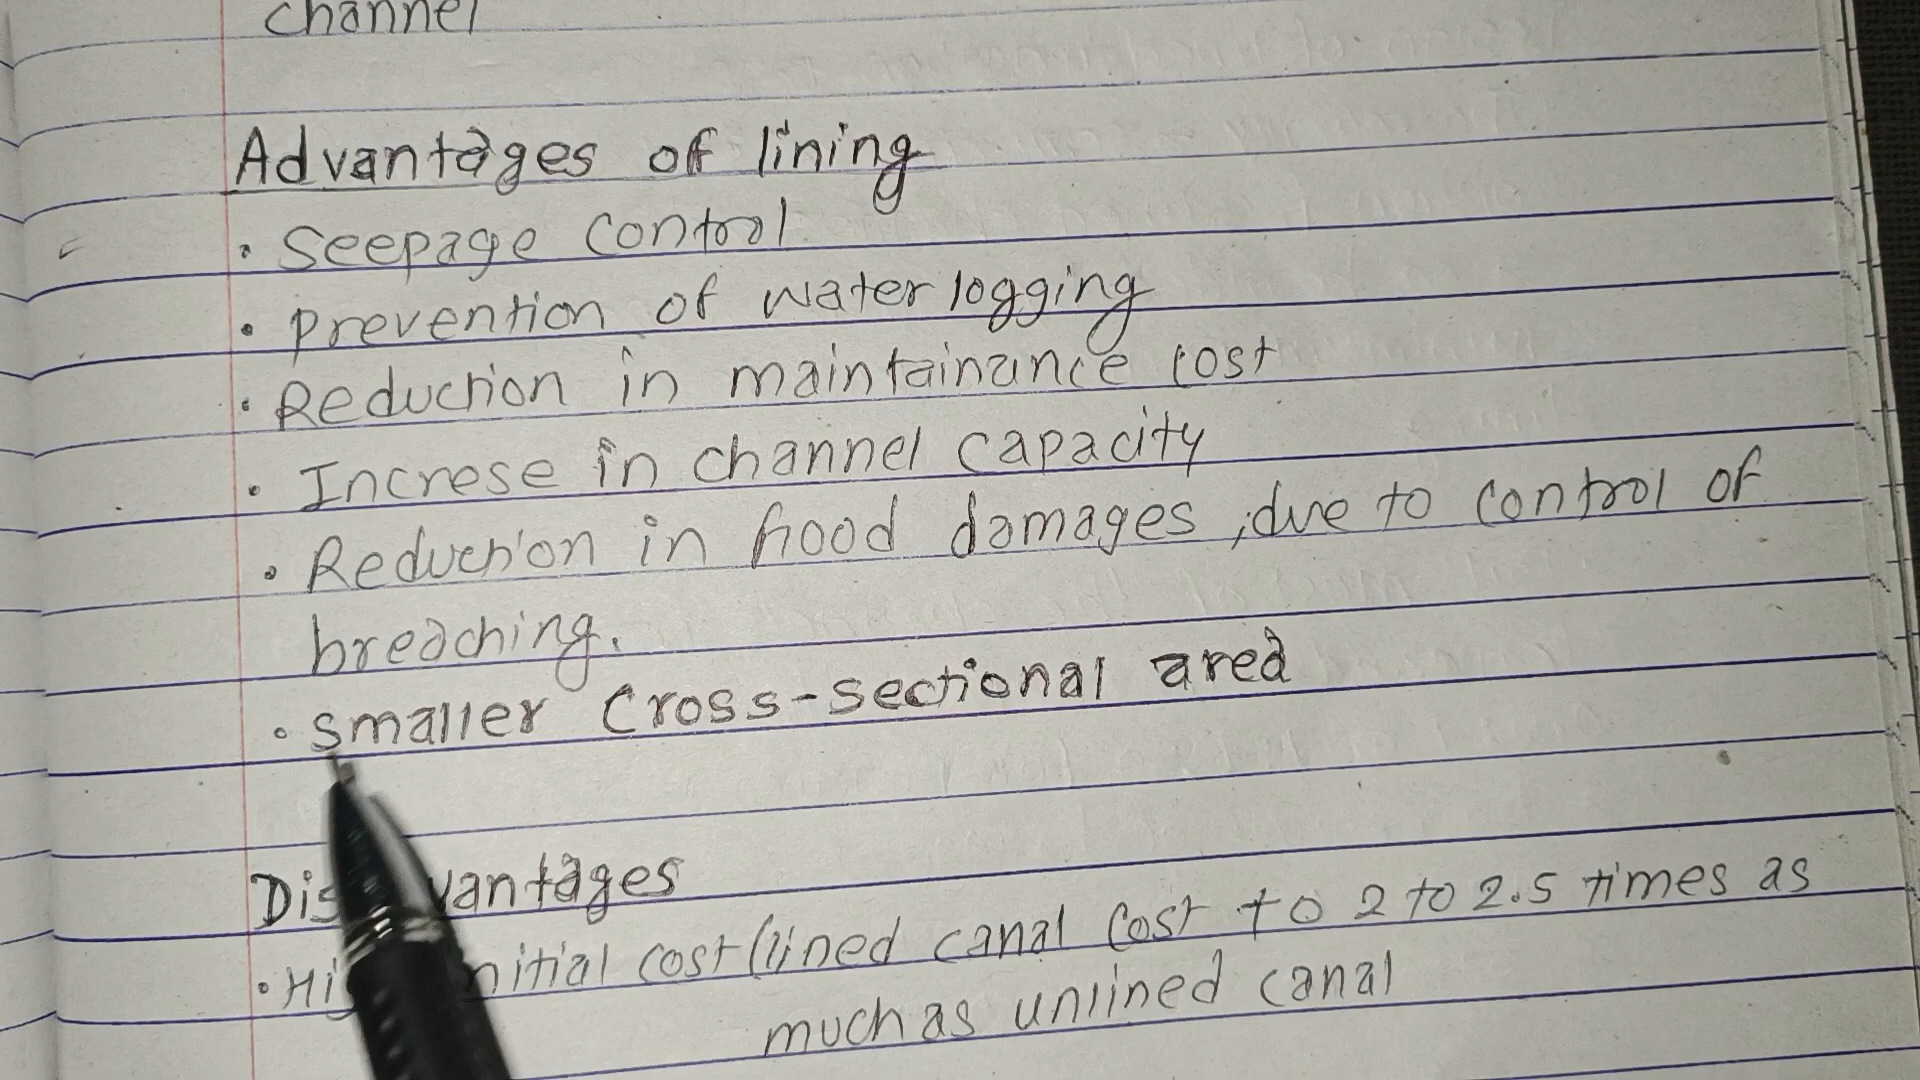 channel
Advantages of lining
• Seepage control
• prevention of water logging
• Reduction in maintainance cost
• Increse in channel capacity
• Reduction in flood damages, due to control of
breaching.
• smaller cross-sectional area
• initial cost (lined canal cost to 2 to 2.5 times as
much as unlined canal